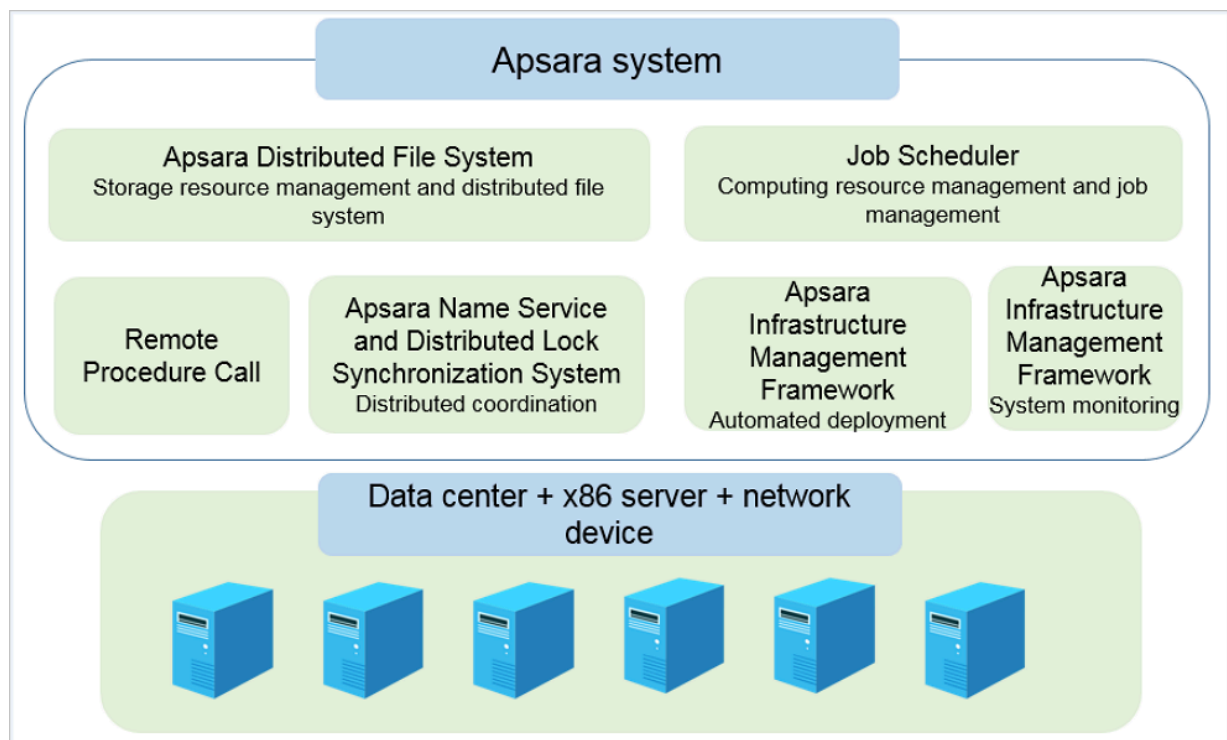 Apsara system
Apsara Distributed File System
Storage resource management and distributed file
system
Job Scheduler
Computing resource management and job
management
Remote
Procedure Call
Apsara Name Service
and Distributed Lock
Synchronization System
Distributed coordination
Apsara
Infrastructure
Management
Framework
Automated deployment
Apsara
Infrastructure
Management
Framework
System monitoring
Data center + x86 server + network
device